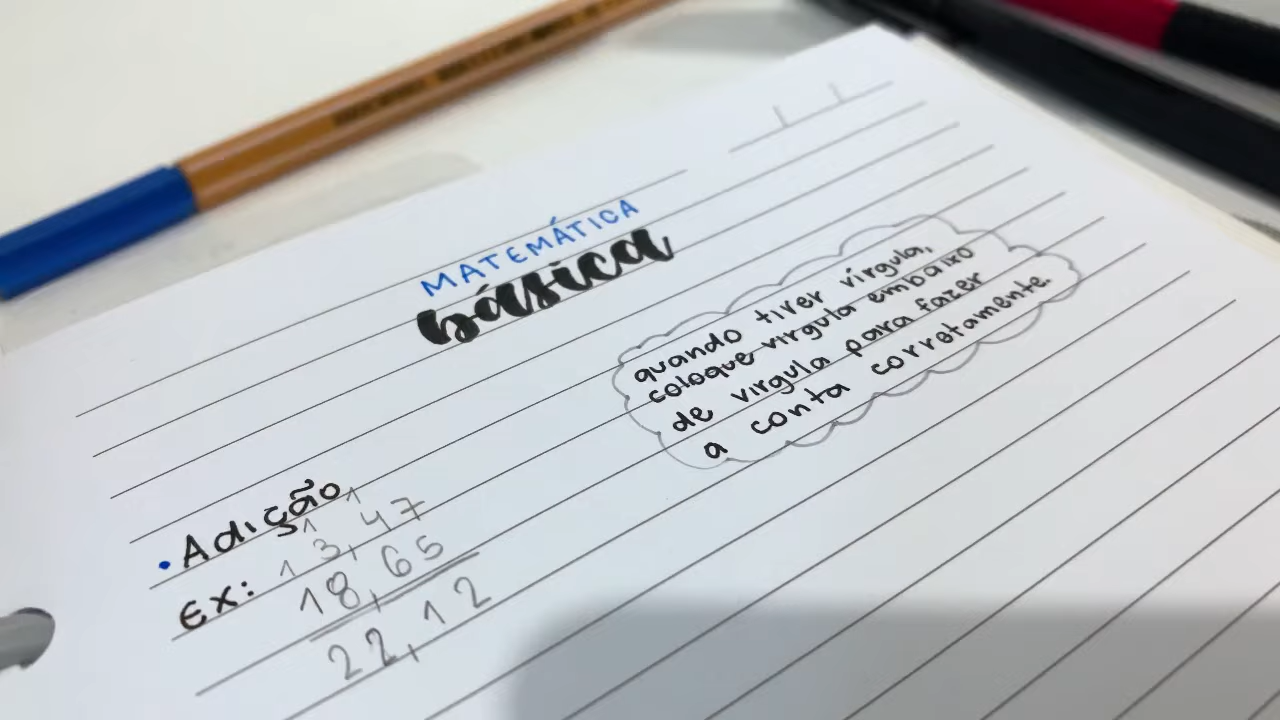 MATEMÁTICA
básica
quando tiver vírgula,
coloque vírgula embaixo
de vírgula para fazer
a conta corretamente.
• Adição
1 1
Ex: 13,47
18,65
22,12